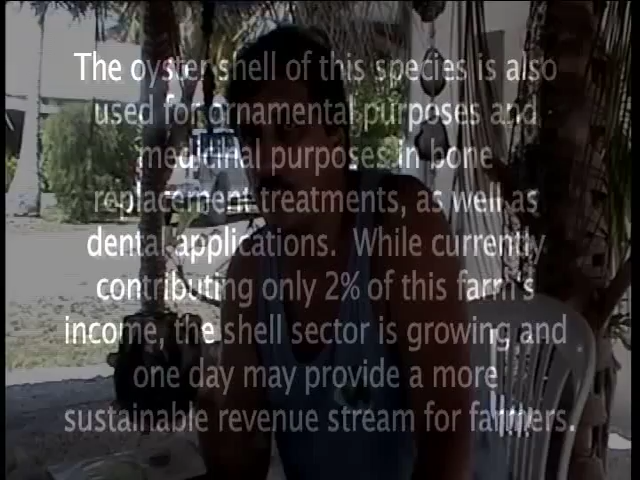 The oyster shell of this species is also
used for ornamental purposes and
medicinal purposes in bone
replacement treatments, as well as
dental applications. While currently
contributing only 2% of this farm's
income, the shell sector is growing and
one day may provide a more
sustainable revenue stream for farmers.